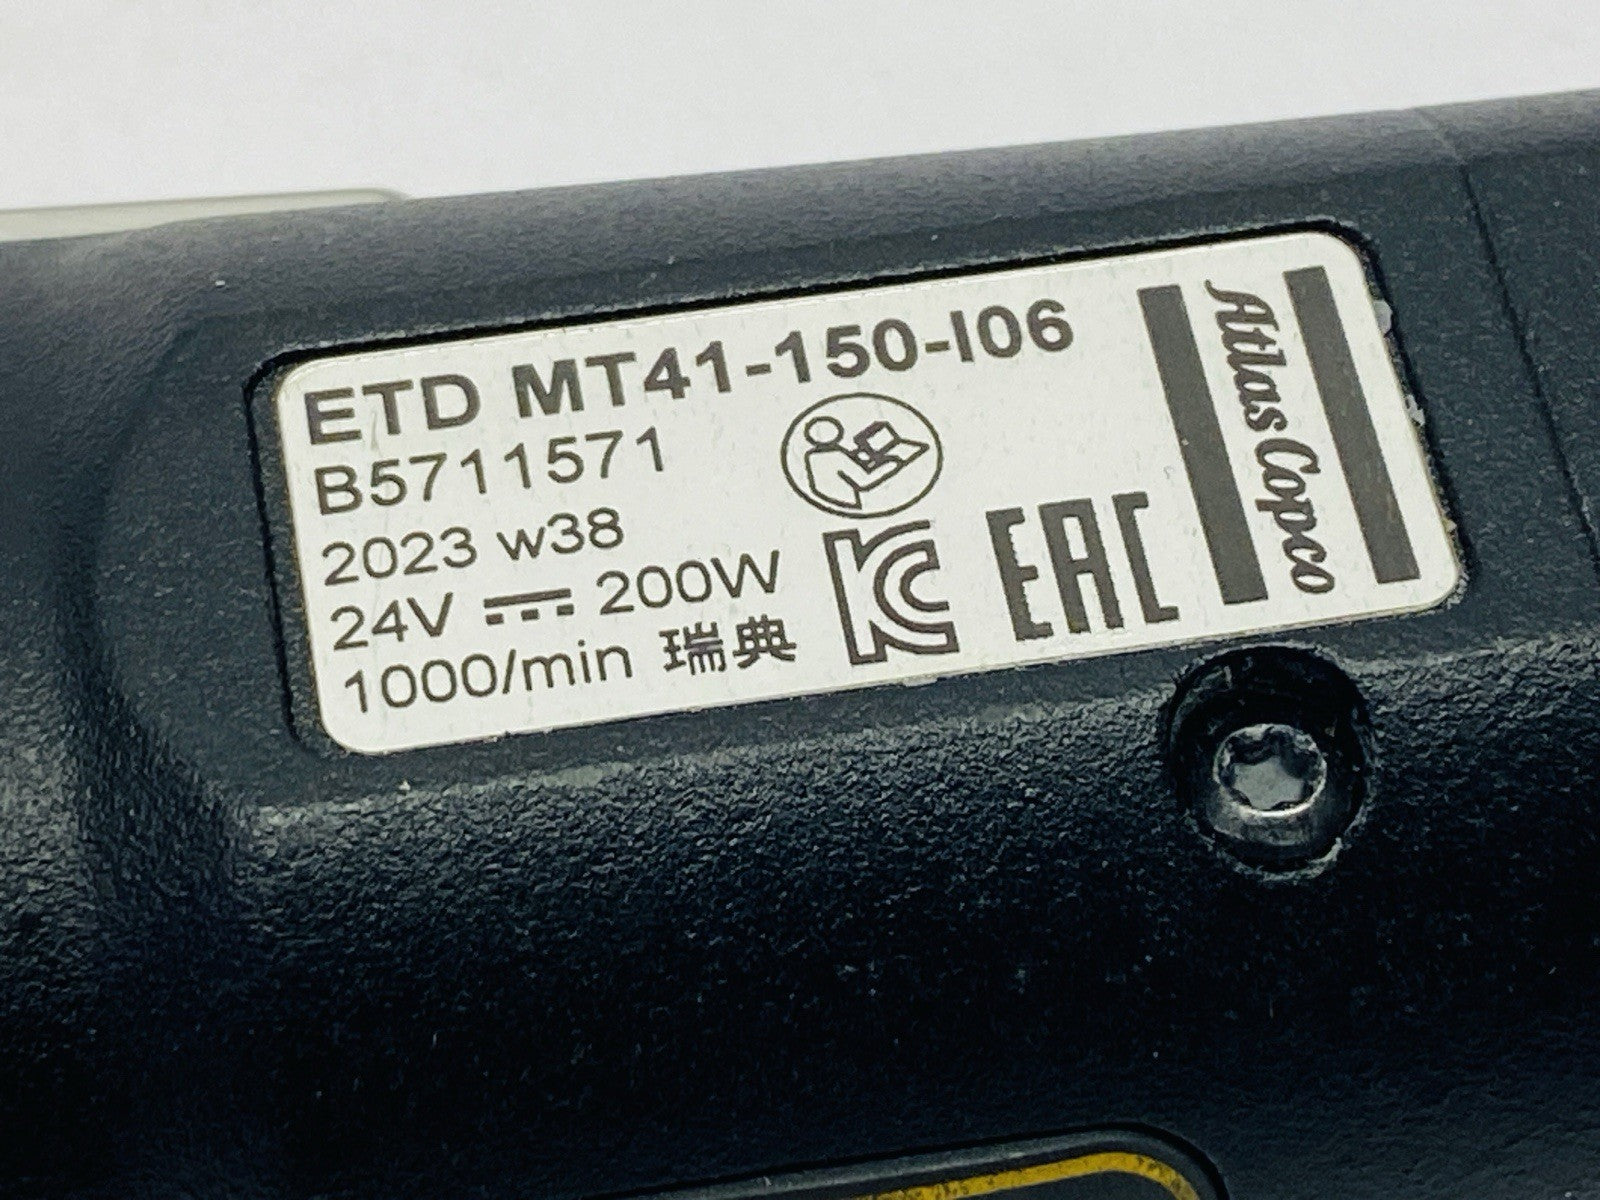 ETD MT41-150-I06
B5711571
2023 w38
24V 200W
1000/min 瑞典
EAC
Atlas Copco